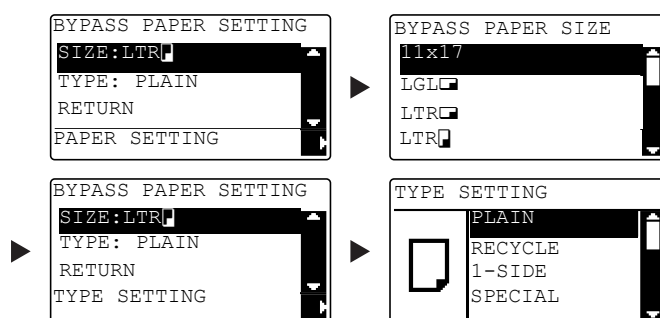 BYPASS PAPER SETTING
SIZE:LTR
TYPE: PLAIN
RETURN
PAPER SETTING
BYPASS PAPER SIZE
11x17
LGL
LTR
LTR
BYPASS PAPER SETTING
SIZE:LTR
TYPE: PLAIN
RETURN
TYPE SETTING
TYPE SETTING
PLAIN
RECYCLE
1-SIDE
SPECIAL